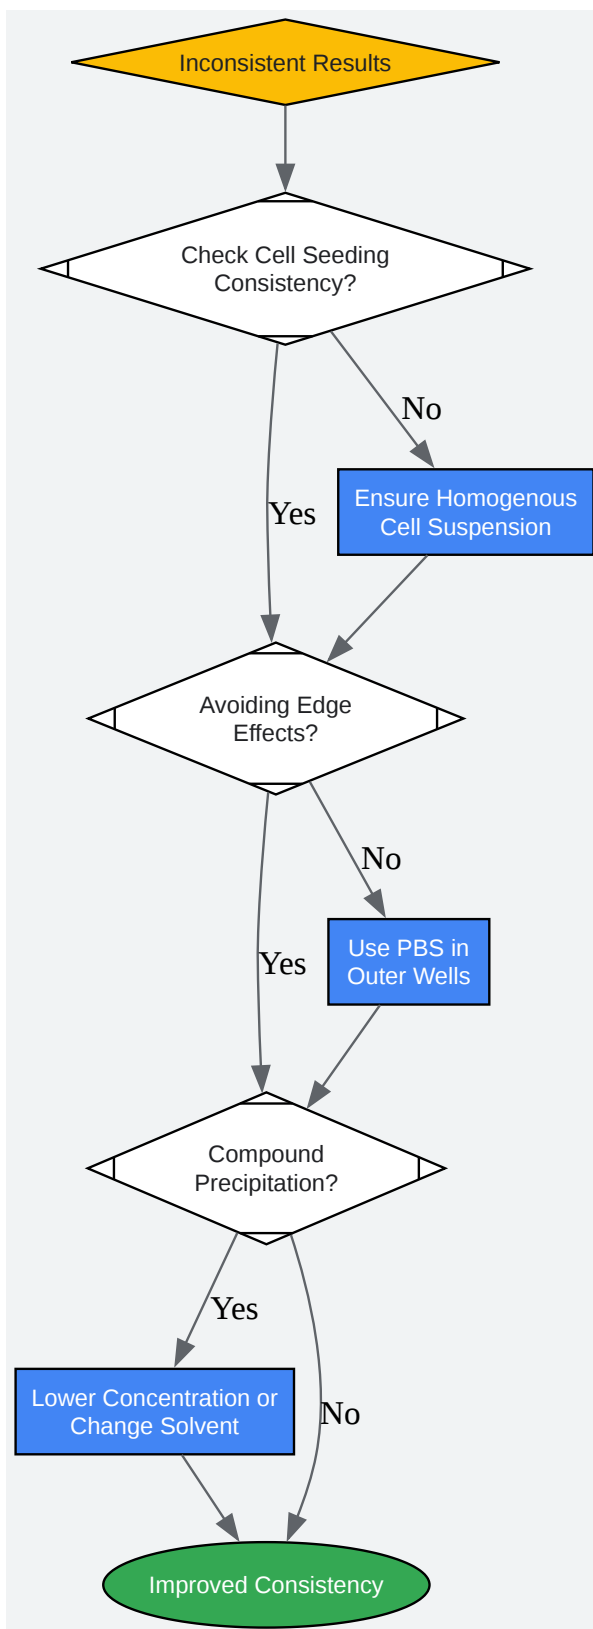 Inconsistent Results
Check Cell Seeding
Consistency?
No
Ensure Homogenous
Cell Suspension
Yes
Avoiding Edge
Effects?
No
Use PBS in
Outer Wells
Yes
Compound
Precipitation?
Yes
Lower Concentration or
Change Solvent
No
Improved Consistency